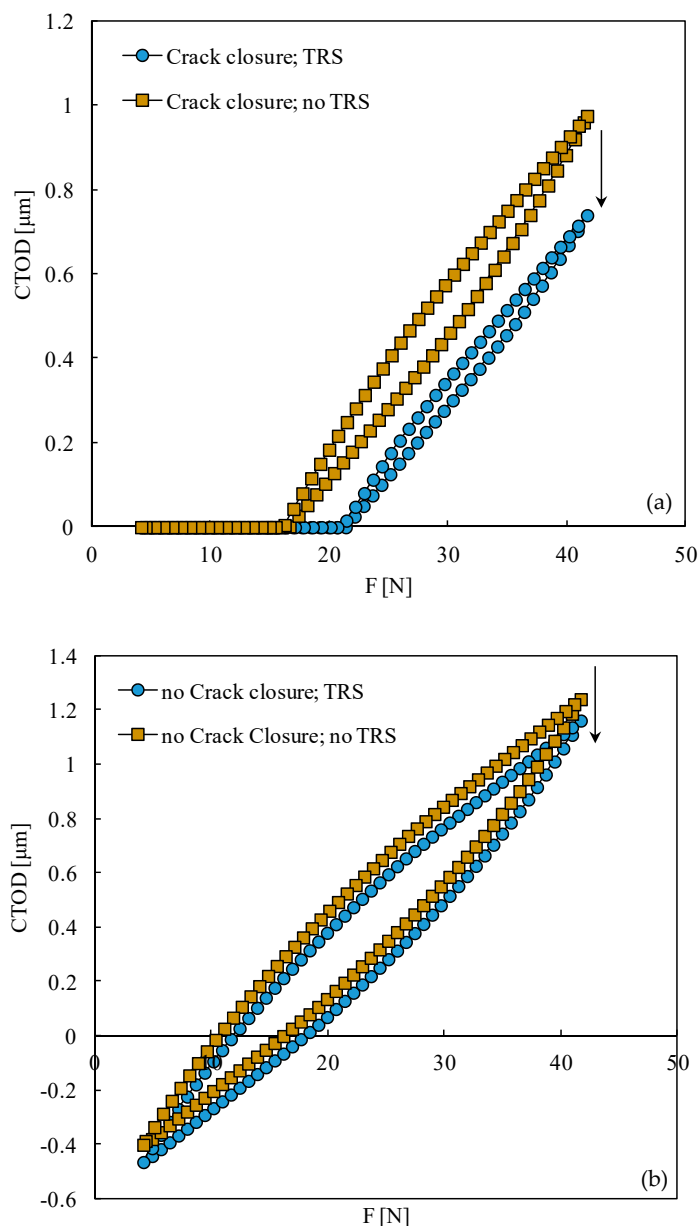 1.2
Crack closure; TRS
1
Crack closure; no TRS
0.8
CTOD [µm]
0.6
0.4
0.2
0
(a)
0 10 20 30 40 50
F [N]
1.4
no Crack closure; TRS
1.2
no Crack Closure; no TRS
1
0.8
CTOD [µm]
0.6
0.4
0.2
0
0 10 20 30 40 50
-0.2
-0.4
(b)
-0.6
F [N]